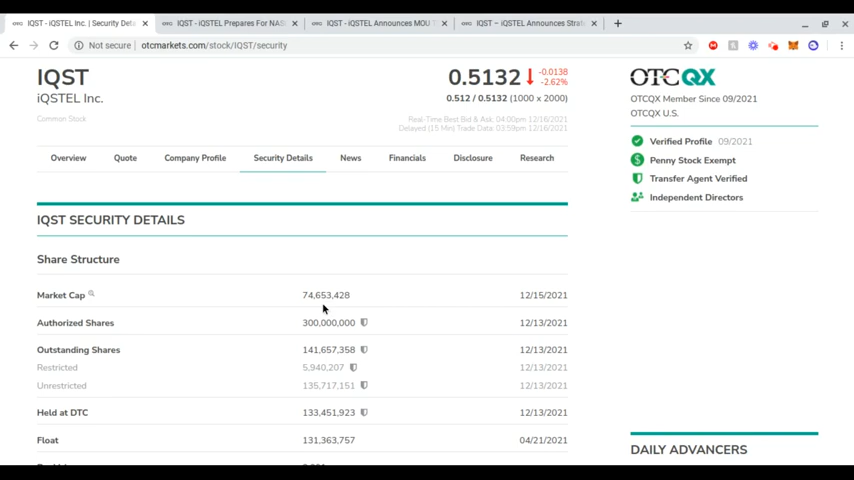 IQST - iQSTEL Inc. | Security Deta
IQST - iQSTEL Prepares For NAS
IQST - iQSTEL Announces MOU T
IQST – iQSTEL Announces Strat
Not secure | otcmarkets.com/stock/IQST/security
IQST
iQSTEL Inc.
Common Stock
0.5132
-0.0138
-2.62%
0.512 / 0.5132 (1000 x 2000)
Real-Time Best Bid & Ask: 04:00pm 12/16/2021
Delayed (15 Min) Trade Data: 03:59pm 12/16/2021
OTCQX
OTCQX Member Since 09/2021
OTCQX U.S.
Verified Profile 09/2021
Penny Stock Exempt
Transfer Agent Verified
Independent Directors
Overview Quote Company Profile Security Details News Financials Disclosure Research
IQST SECURITY DETAILS
Share Structure
Market Cap 74,653,428 12/15/2021
Authorized Shares 300,000,000 12/13/2021
Outstanding Shares 141,657,358 12/13/2021
Restricted 5,940,207 12/13/2021
Unrestricted 135,717,151 12/13/2021
Held at DTC 133,451,923 12/13/2021
Float 131,363,757 04/21/2021
DAILY ADVANCERS